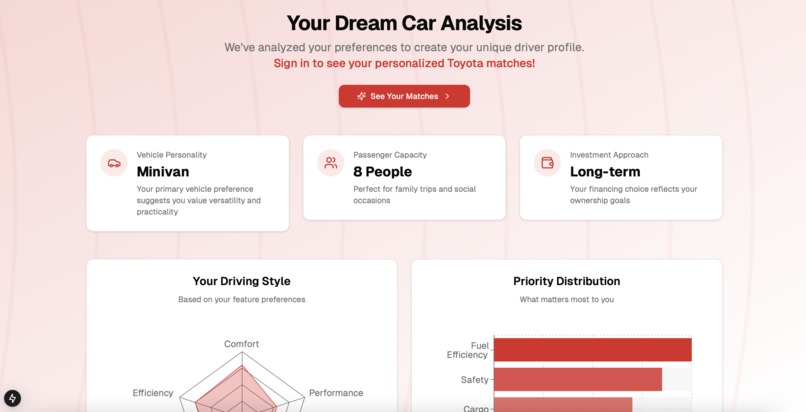 Your Dream Car Analysis
We've analyzed your preferences to create your unique driver profile.
Sign in to see your personalized Toyota matches!
See Your Matches
Vehicle Personality
Minivan
Your primary vehicle preference
suggests you value versatility and
practicality
Passenger Capacity
8 People
Perfect for family trips and social
occasions
Investment Approach
Long-term
Your financing choice reflects your
ownership goals
Your Driving Style
Based on your feature preferences
Comfort
Efficiency
Performance
Priority Distribution
What matters most to you
Fuel
Efficiency
Safety
Cargo